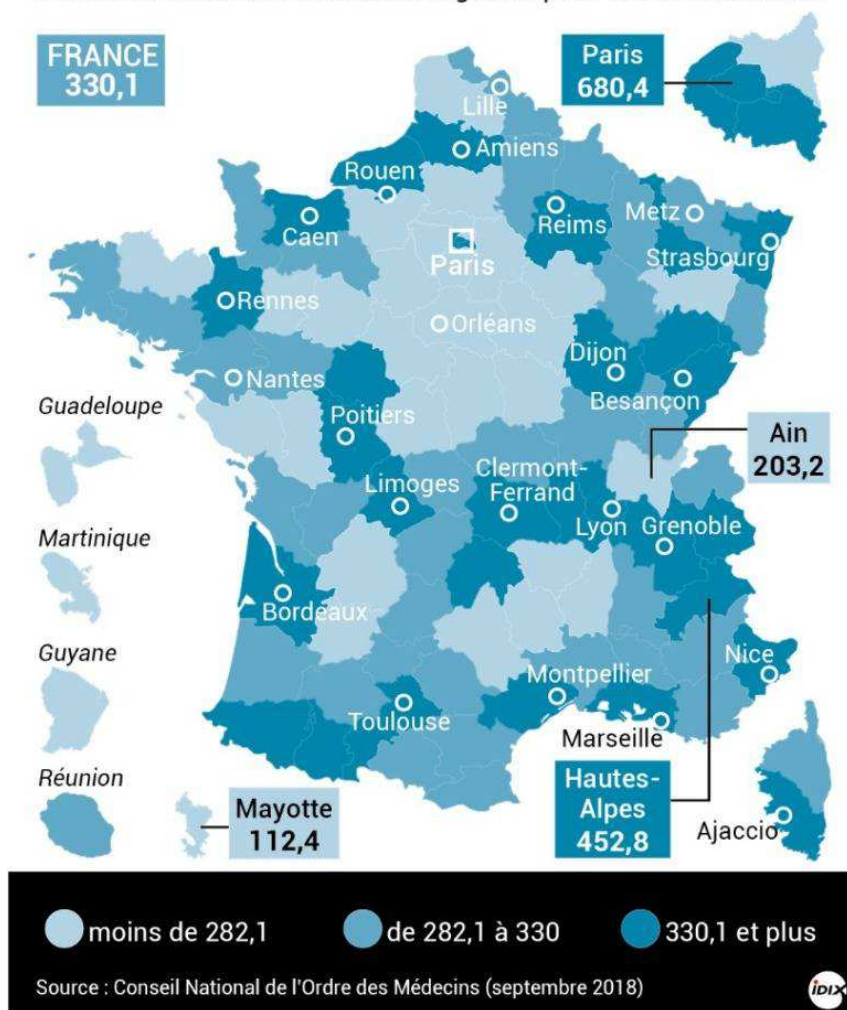 FRANCE
330,1
Paris
680,4
Lille
Amiens
Rouen
Caen
Reims
Metz
Strasbourg
Paris
Rennes
Orléans
Dijon
Besançon
Nantes
Poitiers
Guadeloupe
Ain
203,2
Limoges
Clermont-
Ferrand
Lyon
Grenoble
Martinique
Bordeaux
Guyane
Nice
Montpellier
Toulouse
Marseille
Réunion
Mayotte
112,4
Hautes-
Alpes
452,8
Ajaccio
moins de 282,1
de 282,1 à 330
330,1 et plus
Source : Conseil National de l'Ordre des Médecins (septembre 2018)
iDIX